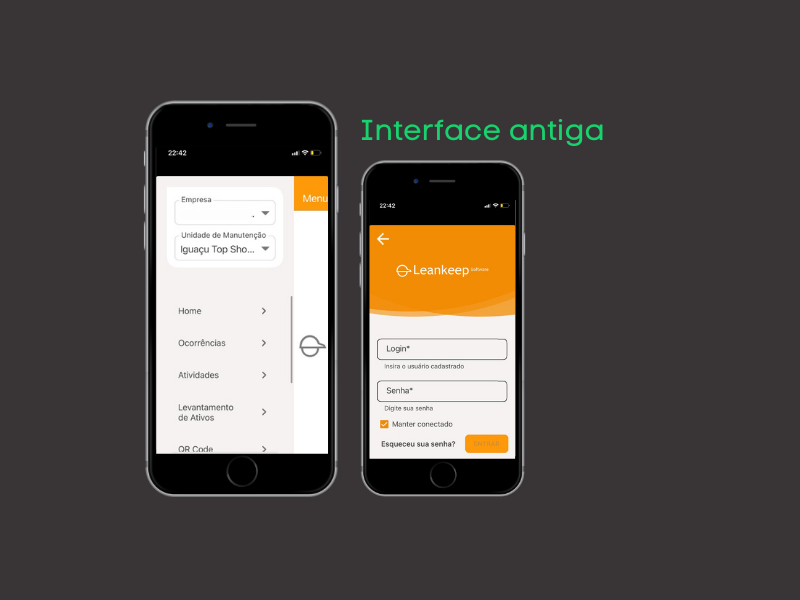 Interface antiga
22:42
Empresa
.
Unidade de Manutenção
Iguaçu Top Sho...
Menu
Home
Ocorrências
Atividades
Levantamento
de Ativos
QR Code
22:42
Leankeep
Login*
Insira o usuário cadastrado
Senha*
Digite sua senha
Manter conectado
Esqueceu sua senha?
ENTRAR